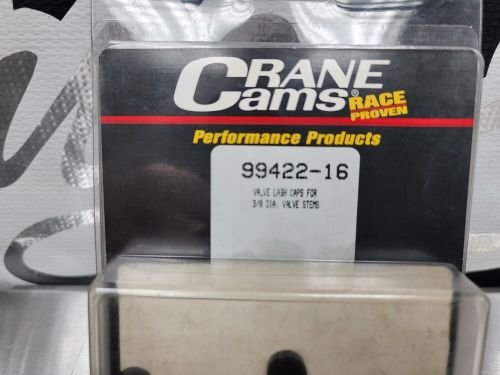 CRANE
Cams®
RACE
PROVEN
Performance Products
99422-16
VALVE LASH CAPS FOR
3/8 DIA. VALVE STEMS